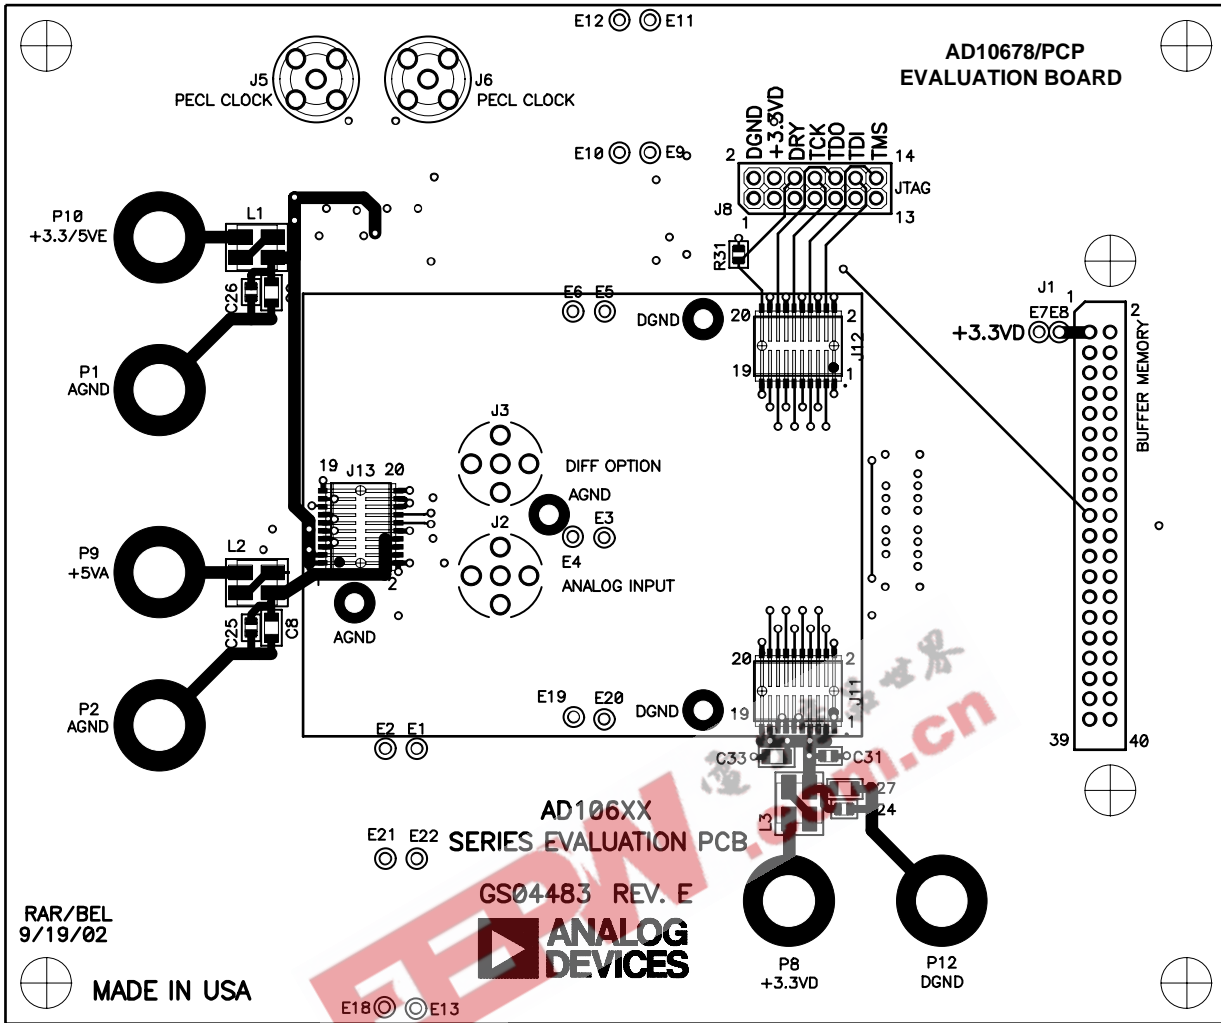 E12 E11
AD10678/PCP
EVALUATION BOARD
J5
PECL CLOCK
J6
PECL CLOCK
E10 E9
DGND
+3.3VD
DRY
TCK
TDO
TDI
TMS
2 14
JTAG
J8
1 13
R31
P10
+3.3/5VE
L1
C26
P1
AGND
E6 E5
DGND
20 2
J12
19 1
J1
1 2
E7E8
+3.3VD
BUFFER MEMORY
39 40
J3
DIFF OPTION
AGND
19 J13 20
1 2
J2
E3
E4
ANALOG INPUT
AGND
P9
+5VA
L2
C25
C8
P2
AGND
E19 E20
DGND
20 2
J11
19 1
E2 E1
C33 C31
27
24
L3
AD106XX
SERIES EVALUATION PCB
E21 E22
GS04483 REV. E
ANALOG
DEVICES
RAR/BEL
9/19/02
MADE IN USA
E18 E13
P8
+3.3VD
P12
DGND
EEPW
.com.cn